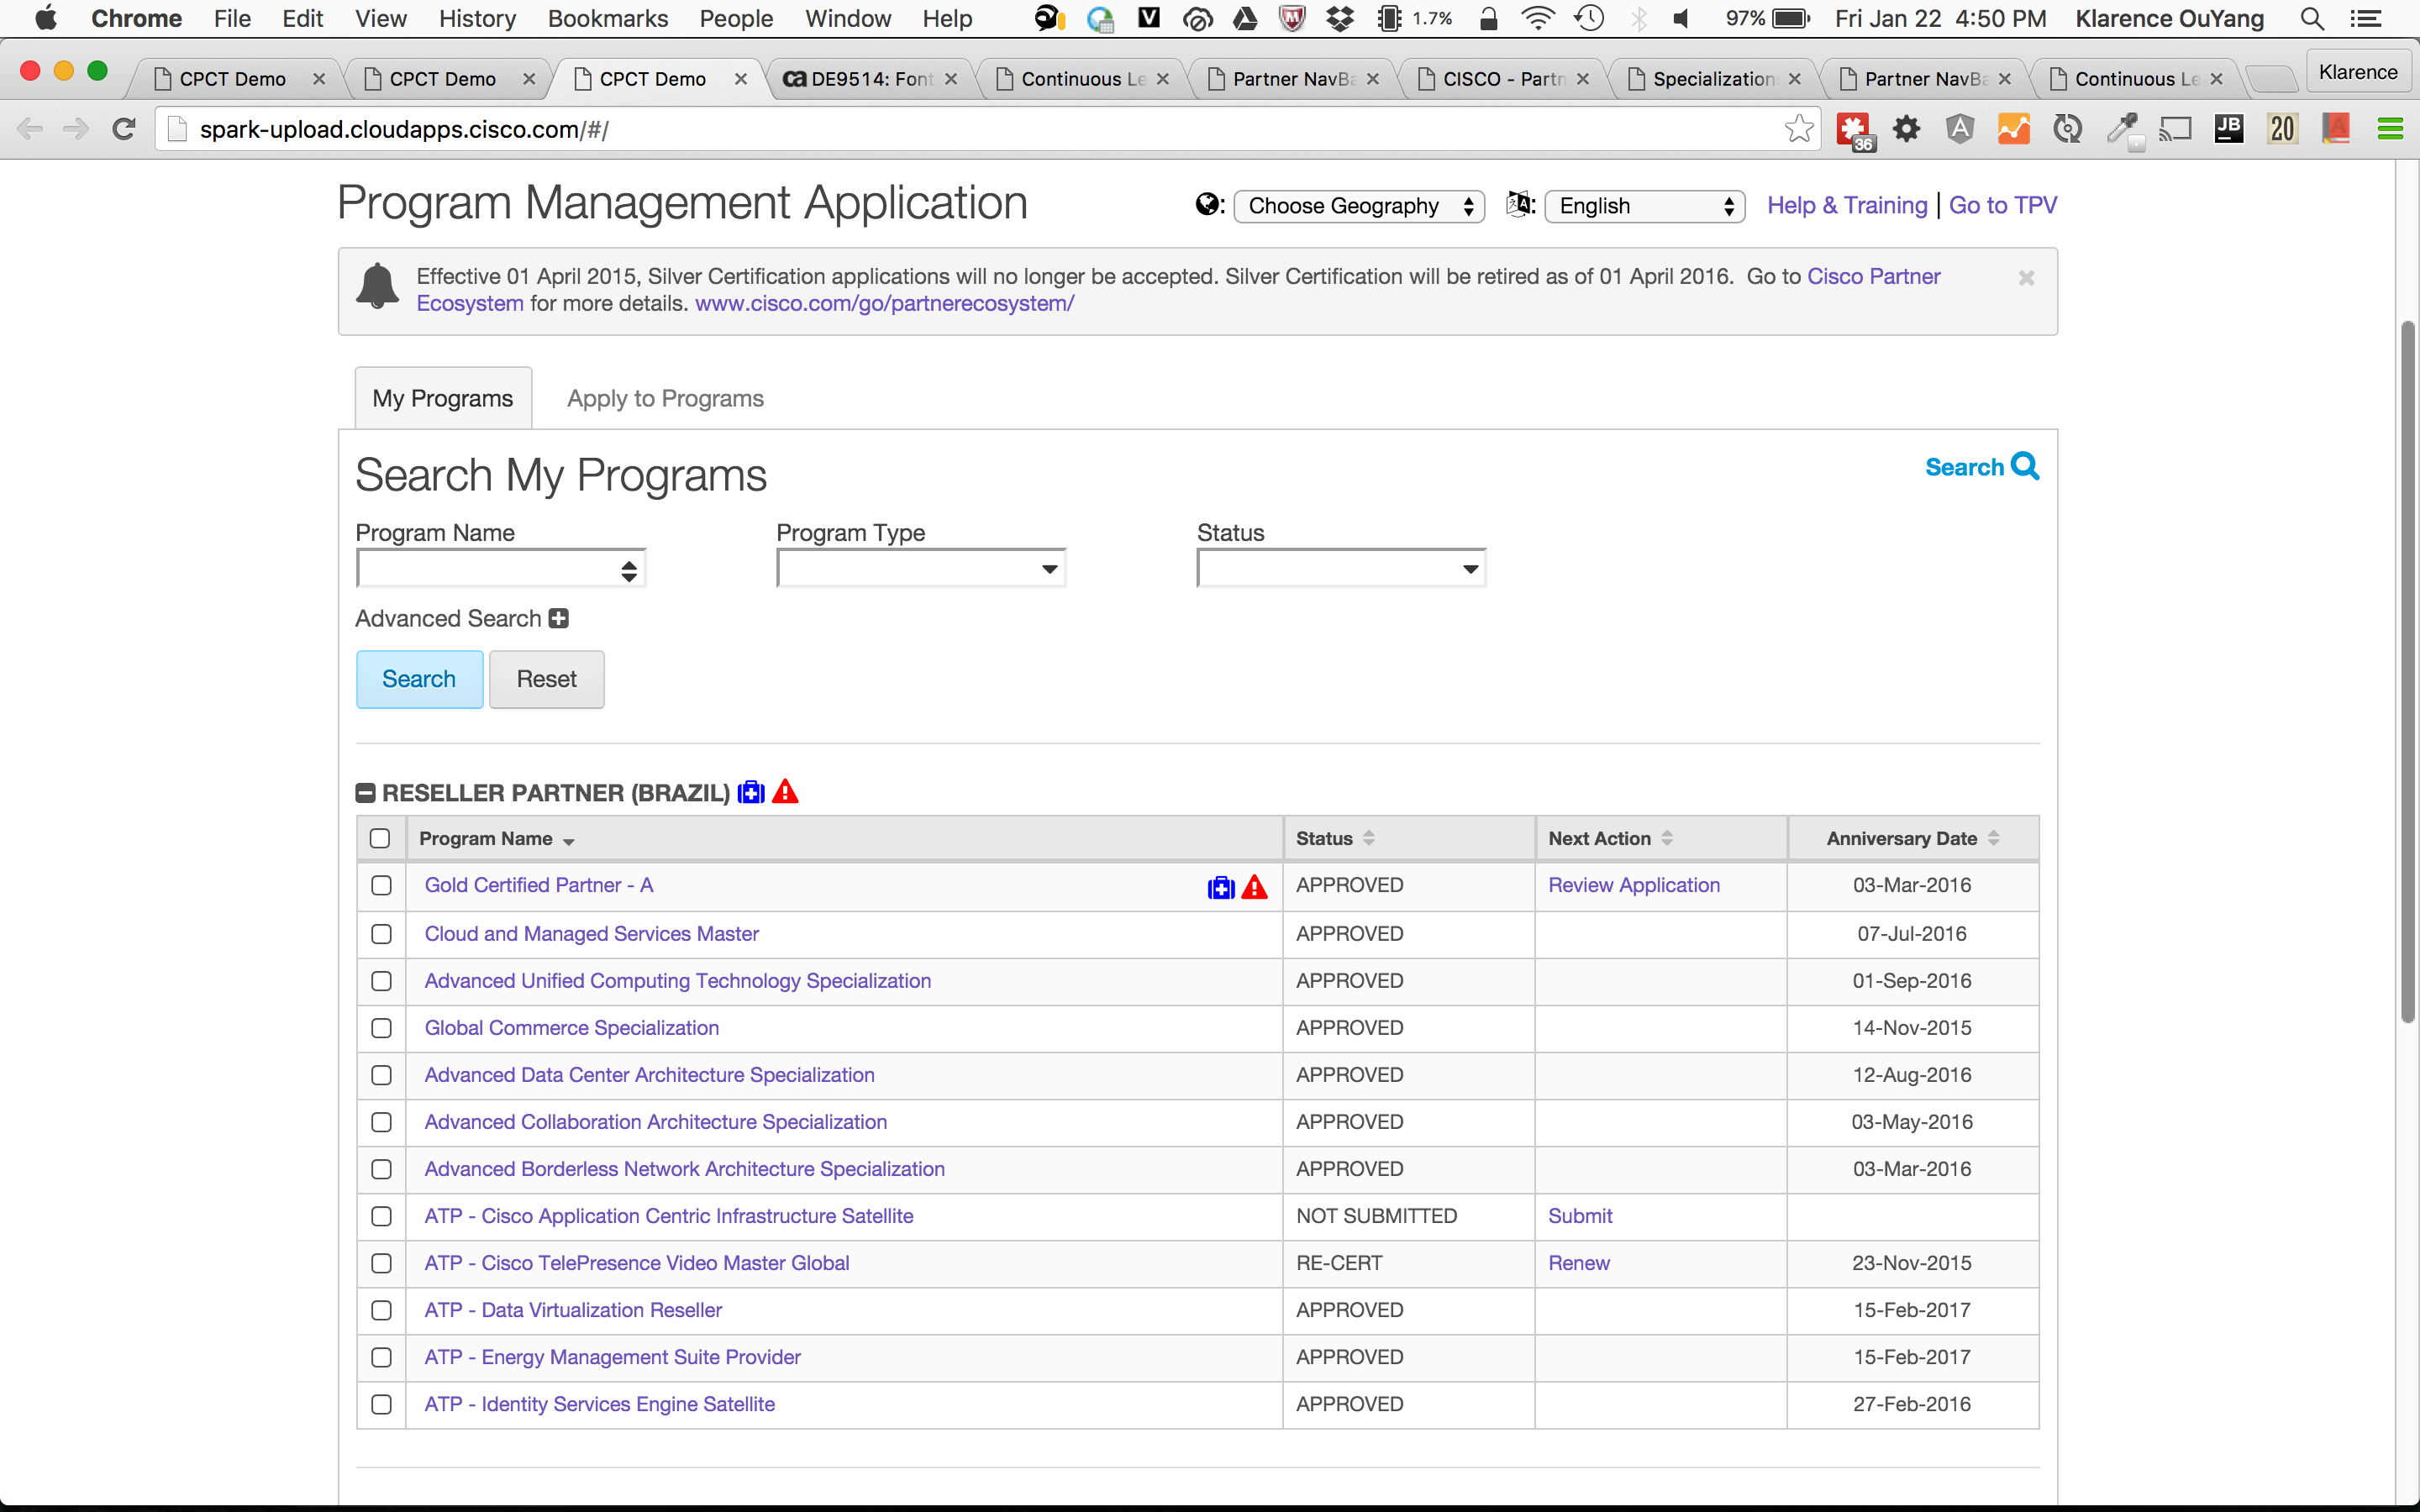 Chrome File Edit View History Bookmarks People Window Help 1.7% 97% Fri Jan 22 4:50 PM Klarence OuYang
CPCT Demo CPCT Demo CPCT Demo ca DE9514: Font Continuous Le Partner NavBa CISCO - Partn Specialization Partner NavBa Continuous Le Klarence
spark-upload.cloudapps.cisco.com/#/ 36 JB 20
Program Management Application Choose Geography English Help & Training | Go to TPV
Effective 01 April 2015, Silver Certification applications will no longer be accepted. Silver Certification will be retired as of 01 April 2016. Go to Cisco Partner
Ecosystem for more details. www.cisco.com/go/partnerecosystem/
My Programs Apply to Programs
Search My Programs Search
Program Name Program Type Status
Advanced Search
Search Reset
RESELLER PARTNER (BRAZIL)
Program Name Status Next Action Anniversary Date
Gold Certified Partner - A APPROVED Review Application 03-Mar-2016
Cloud and Managed Services Master APPROVED 07-Jul-2016
Advanced Unified Computing Technology Specialization APPROVED 01-Sep-2016
Global Commerce Specialization APPROVED 14-Nov-2015
Advanced Data Center Architecture Specialization APPROVED 12-Aug-2016
Advanced Collaboration Architecture Specialization APPROVED 03-May-2016
Advanced Borderless Network Architecture Specialization APPROVED 03-Mar-2016
ATP - Cisco Application Centric Infrastructure Satellite NOT SUBMITTED Submit
ATP - Cisco TelePresence Video Master Global RE-CERT Renew 23-Nov-2015
ATP - Data Virtualization Reseller APPROVED 15-Feb-2017
ATP - Energy Management Suite Provider APPROVED 15-Feb-2017
ATP - Identity Services Engine Satellite APPROVED 27-Feb-2016